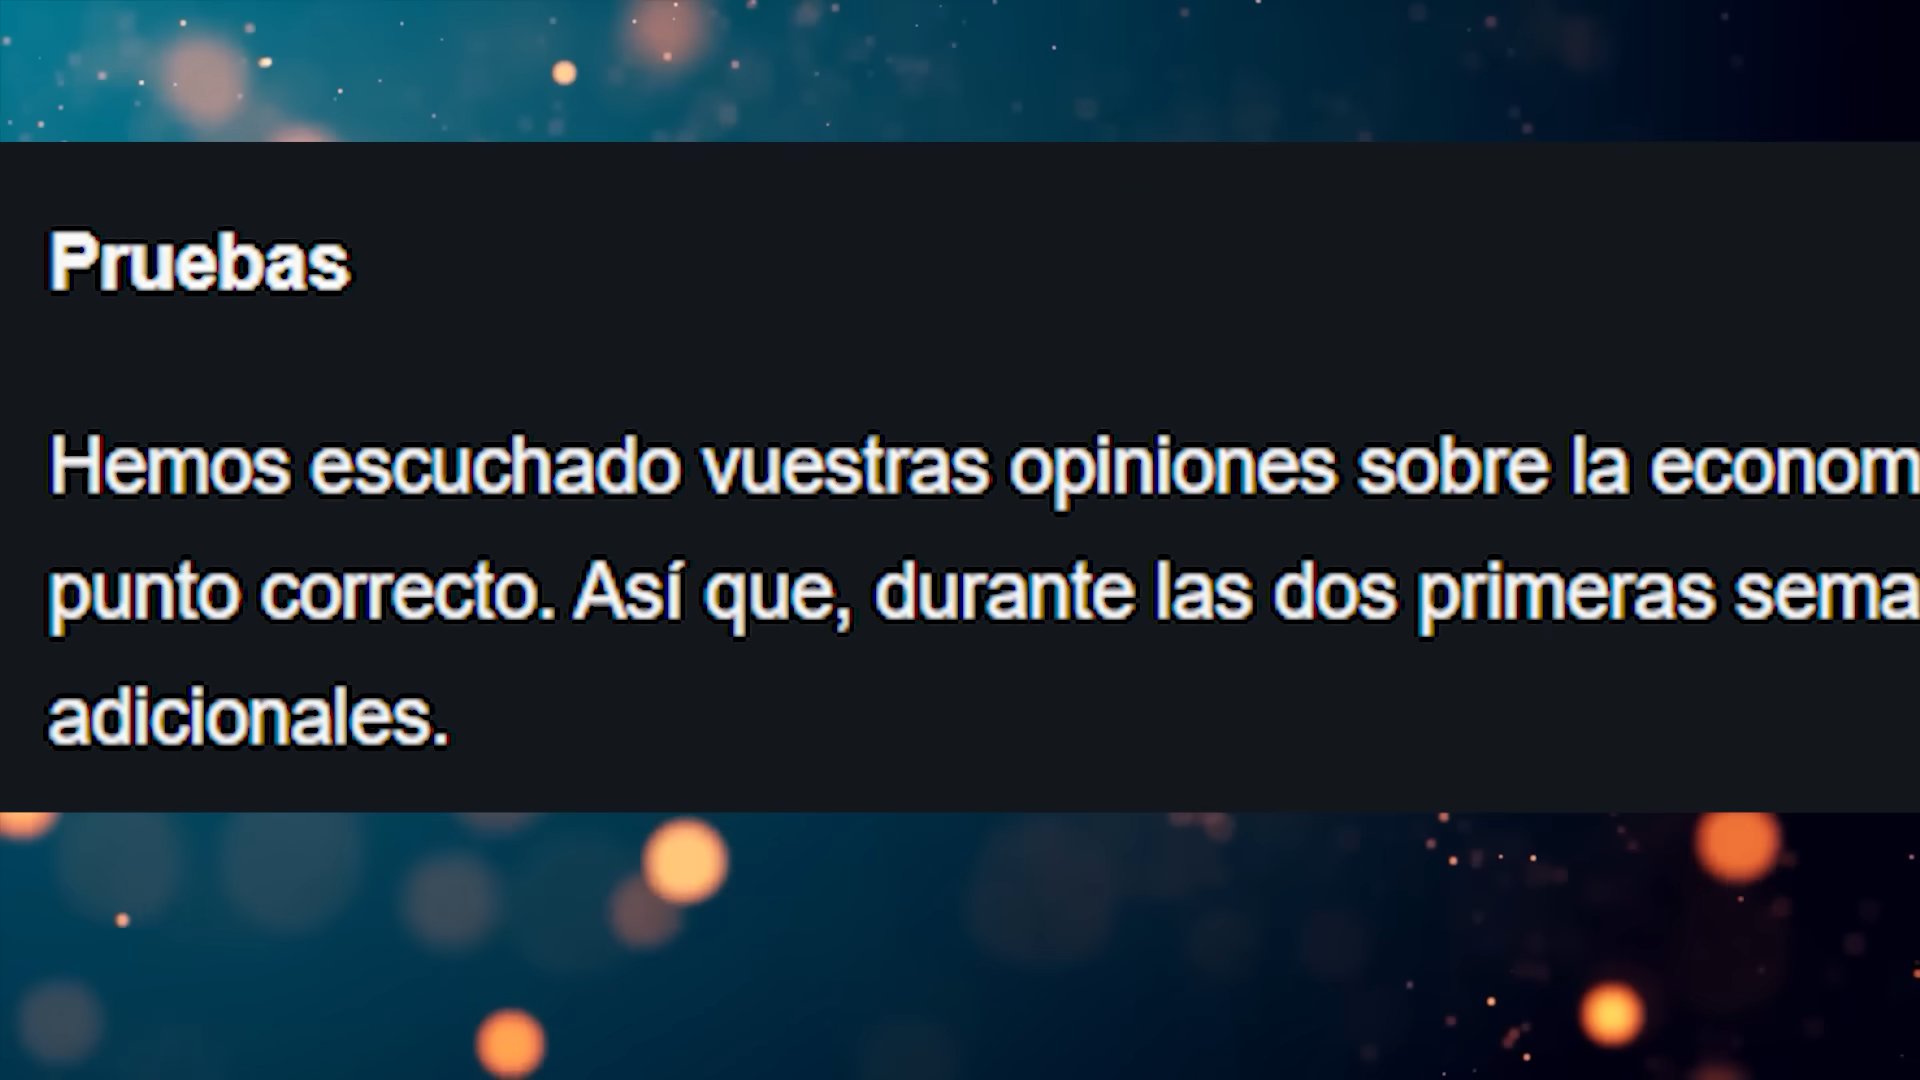 Pruebas
Hemos escuchado vuestras opiniones sobre la econom
punto correcto. Así que, durante las dos primeras sema
adicionales.